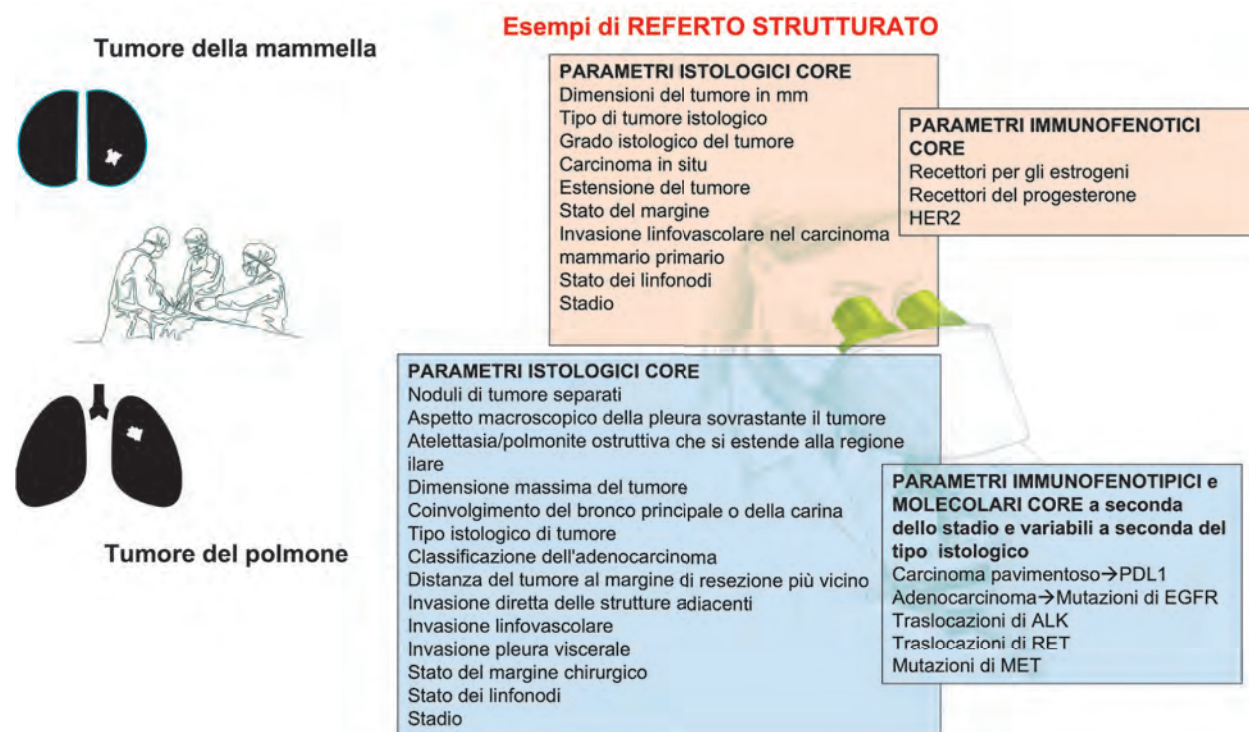 Esempi di REFERTO STRUTTURATO
Tumore della mammella
PARAMETRI ISTOLOGICI CORE
Dimensioni del tumore in mm
Tipo di tumore istologico
Grado istologico del tumore
Carcinoma in situ
Estensione del tumore
Stato del margine
Invasione linfovascolare nel carcinoma
mammario primario
Stato dei linfonodi
Stadio
PARAMETRI IMMUNOFENOTICI
CORE
Recettori per gli estrogeni
Recettori del progesterone
HER2
Tumore del polmone
PARAMETRI ISTOLOGICI CORE
Noduli di tumore separati
Aspetto macroscopico della pleura sovrastante il tumore
Atelettasia/polmonite ostruttiva che si estende alla regione
ilare
Dimensione massima del tumore
Coinvolgimento del bronco principale o della carina
Tipo istologico di tumore
Classificazione dell'adenocarcinoma
Distanza del tumore al margine di resezione più vicino
Invasione diretta delle strutture adiacenti
Invasione linfovascolare
Invasione pleura viscerale
Stato del margine chirurgico
Stato dei linfonodi
Stadio
PARAMETRI IMMUNOFENOTIPICI e
MOLECOLARI CORE a seconda
dello stadio e variabili a seconda del
tipo istologico
Carcinoma pavimentoso→PDL1
Adenocarcinoma→Mutazioni di EGFR
Traslocazioni di ALK
Traslocazioni di RET
Mutazioni di MET